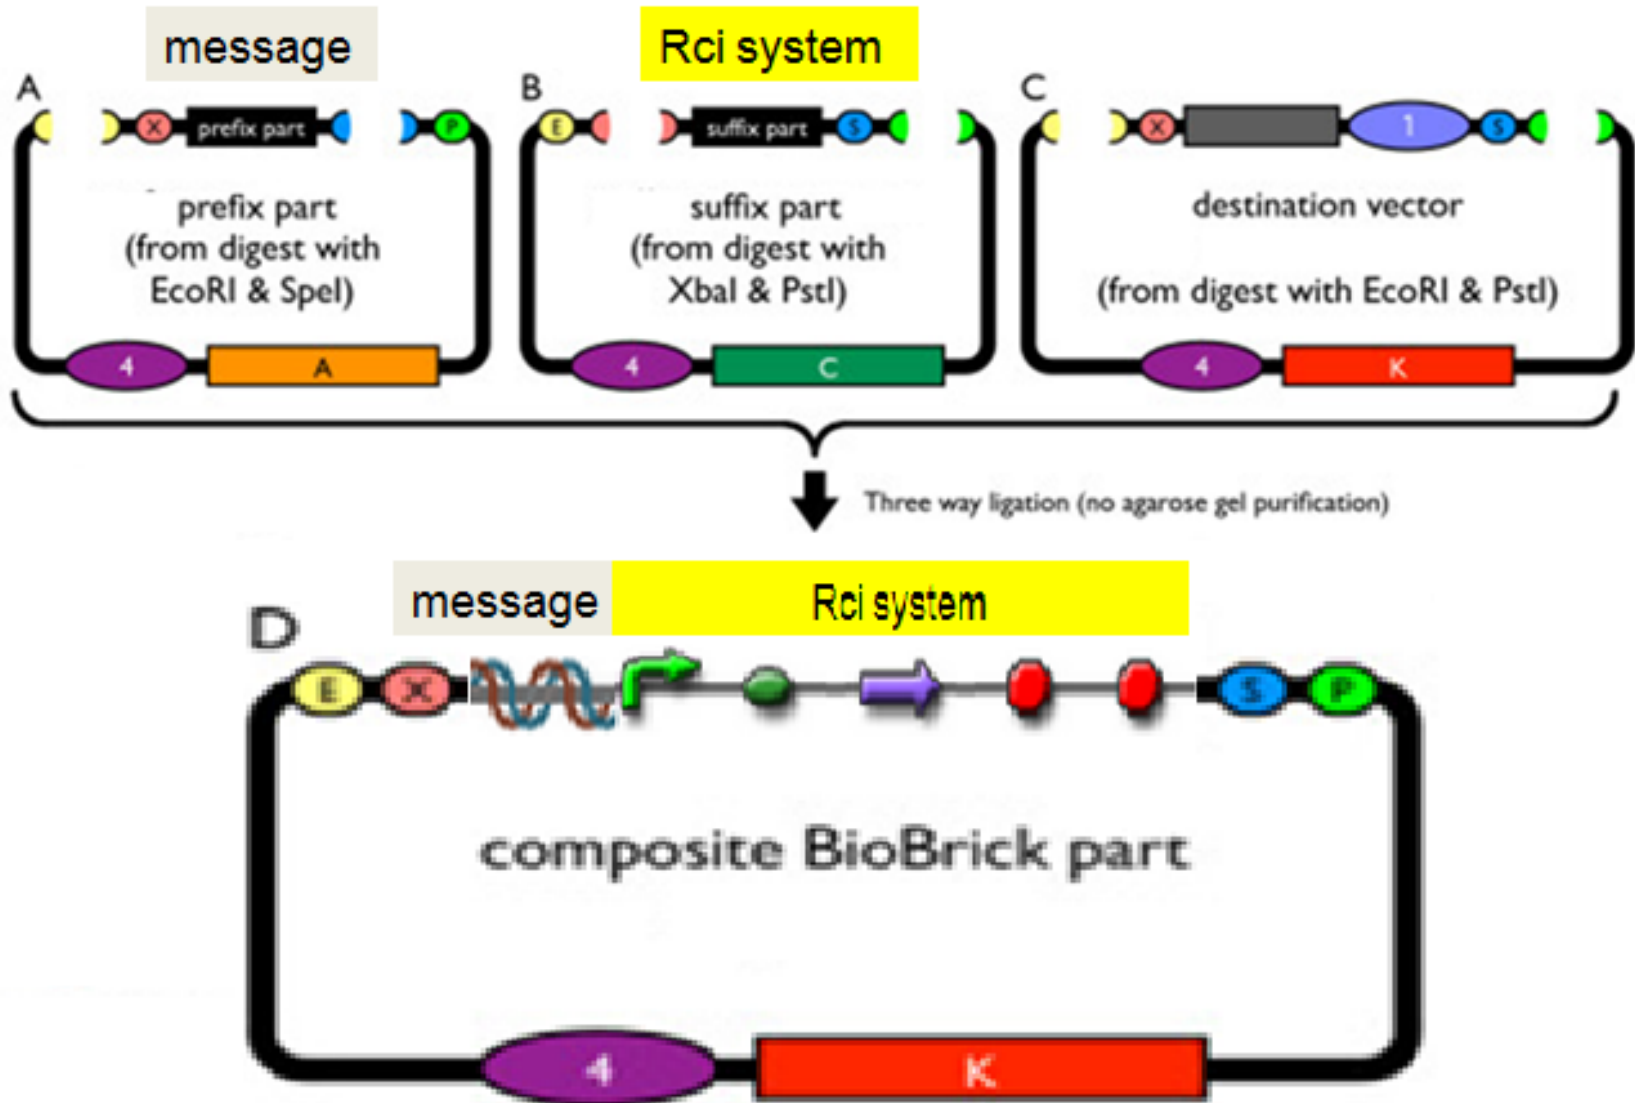 message
Rci system
A
B
C
X
prefix part
P
E
suffix part
S
X
1
S
prefix part
(from digest with
EcoRI & SpeI)
suffix part
(from digest with
XbaI & PstI)
destination vector
(from digest with EcoRI & PstI)
4
A
4
C
4
K
Three way ligation (no agarose gel purification)
message
Rci system
D
E
X
S
P
composite BioBrick part
4
K